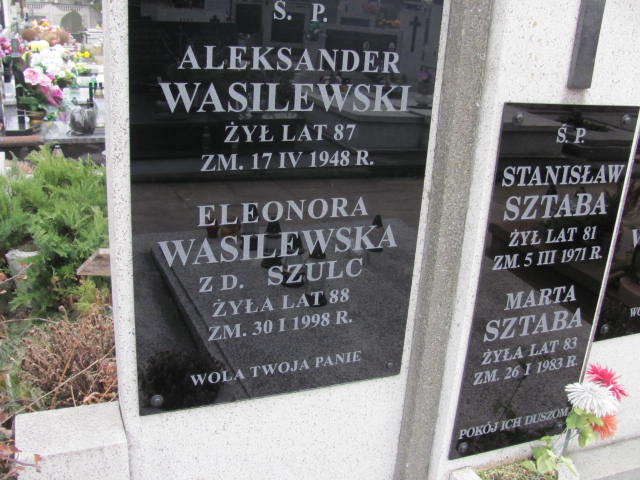 Ś. P.
ALEKSANDER
WASILEWSKI
ŻYŁ LAT 87
ZM. 17 IV 1948 R.
ELEONORA
WASILEWSKA
Z D. SZULC
ŻYŁA LAT 88
ZM. 30 I 1998 R.
WOLA TWOJA PANIE
Ś. P.
STANISŁAW
SZTABA
ŻYŁ LAT 81
ZM. 5 III 1971 R.
MARTA
SZTABA
ŻYŁA LAT 83
ZM. 26 I 1983 R.
POKÓJ ICH DUSZOM